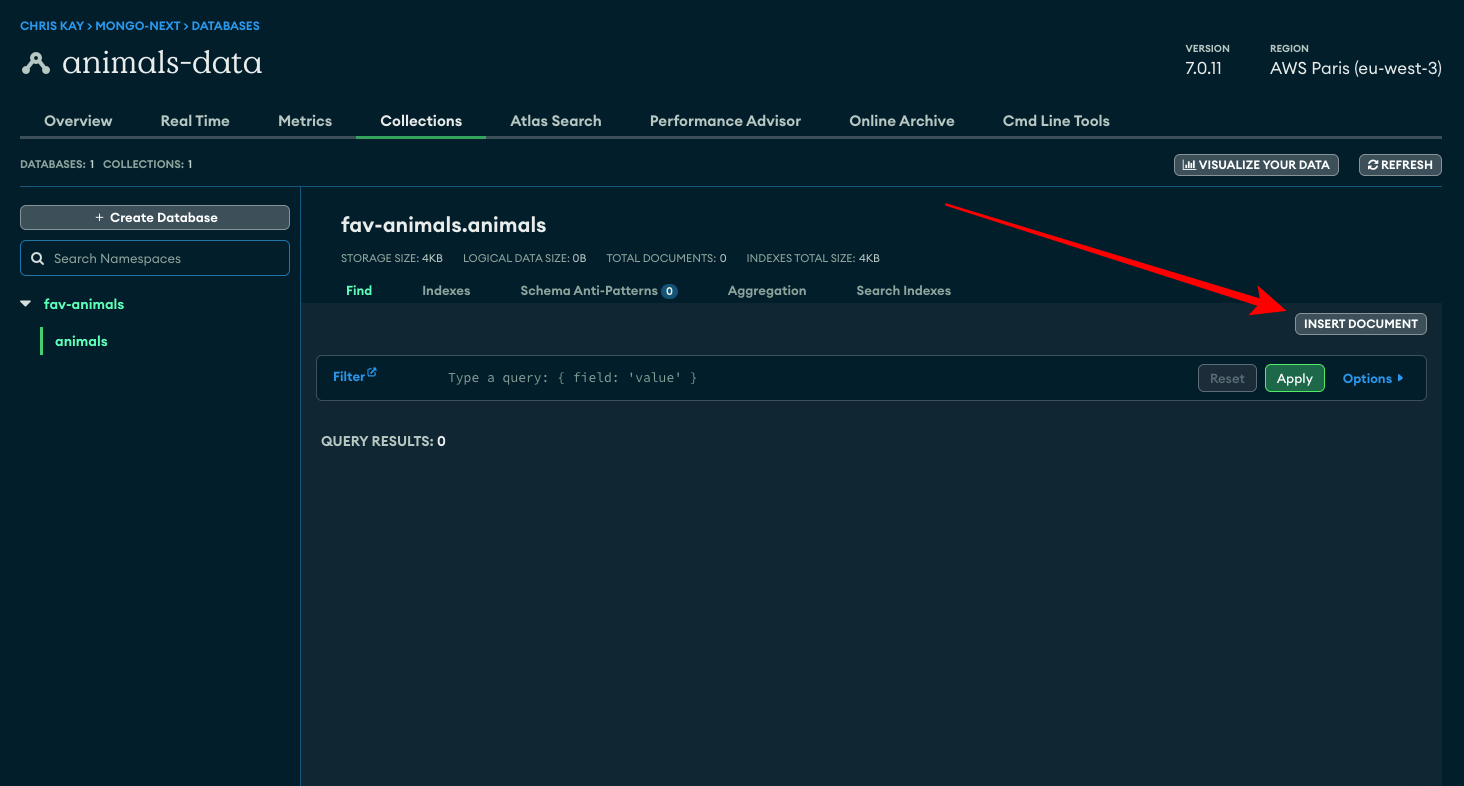 CHRIS KAY > MONGO-NEXT > DATABASES
animals-data
VERSION
7.0.11
REGION
AWS Paris (eu-west-3)
Overview Real Time Metrics Collections Atlas Search Performance Advisor Online Archive Cmd Line Tools
DATABASES: 1 COLLECTIONS: 1
VISUALIZE YOUR DATA REFRESH
+ Create Database
Search Namespaces
fav-animals
animals
fav-animals.animals
STORAGE SIZE: 4KB LOGICAL DATA SIZE: 0B TOTAL DOCUMENTS: 0 INDEXES TOTAL SIZE: 4KB
Find Indexes Schema Anti-Patterns 0 Aggregation Search Indexes
INSERT DOCUMENT
Filter Type a query: { field: 'value' } Reset Apply Options
QUERY RESULTS: 0